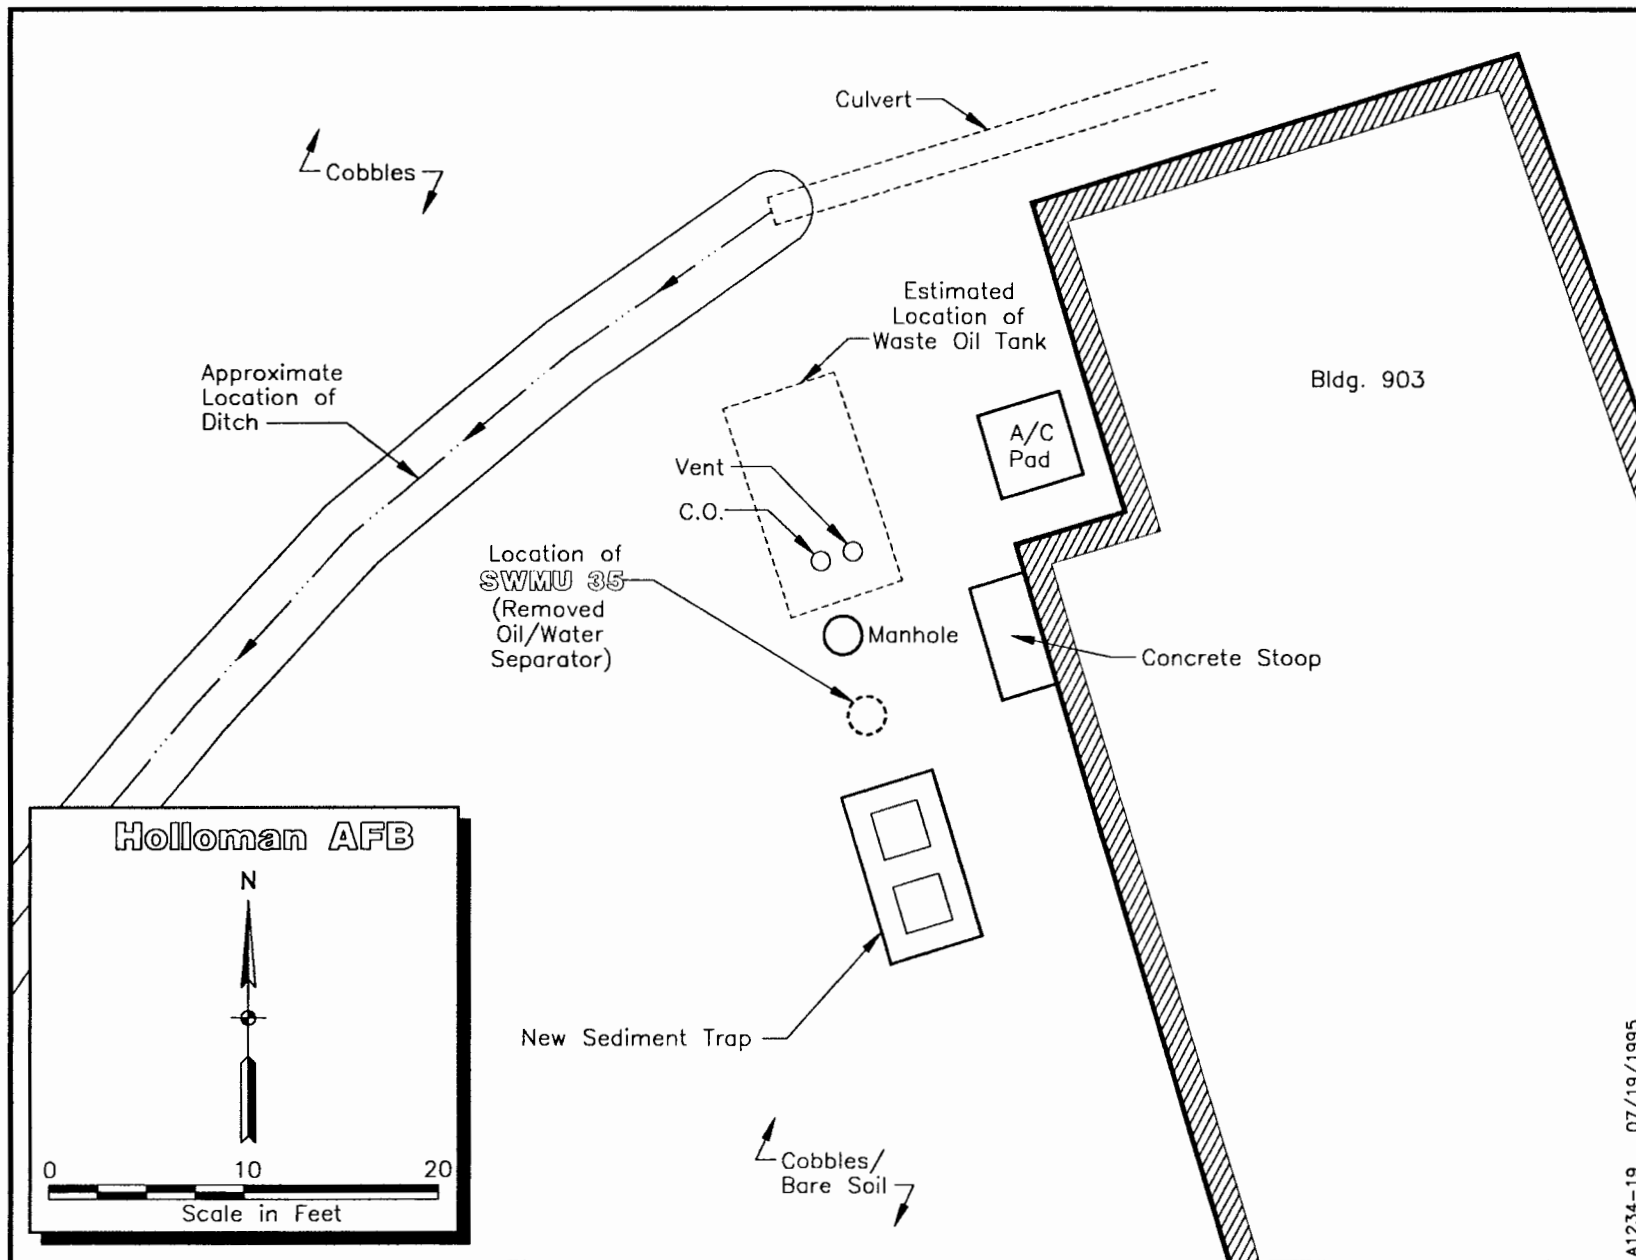 Culvert
Cobbles
Estimated
Location of
Waste Oil Tank
Approximate
Location of
Ditch
Bldg. 903
A/C
Pad
Vent
C.O.
Location of
SWMU 35
(Removed
Oil/Water
Separator)
Manhole
Concrete Stoop
Holloman AFB
N
New Sediment Trap
0 10 20
Scale in Feet
Cobbles/
Bare Soil
A1234-19 07/19/1995